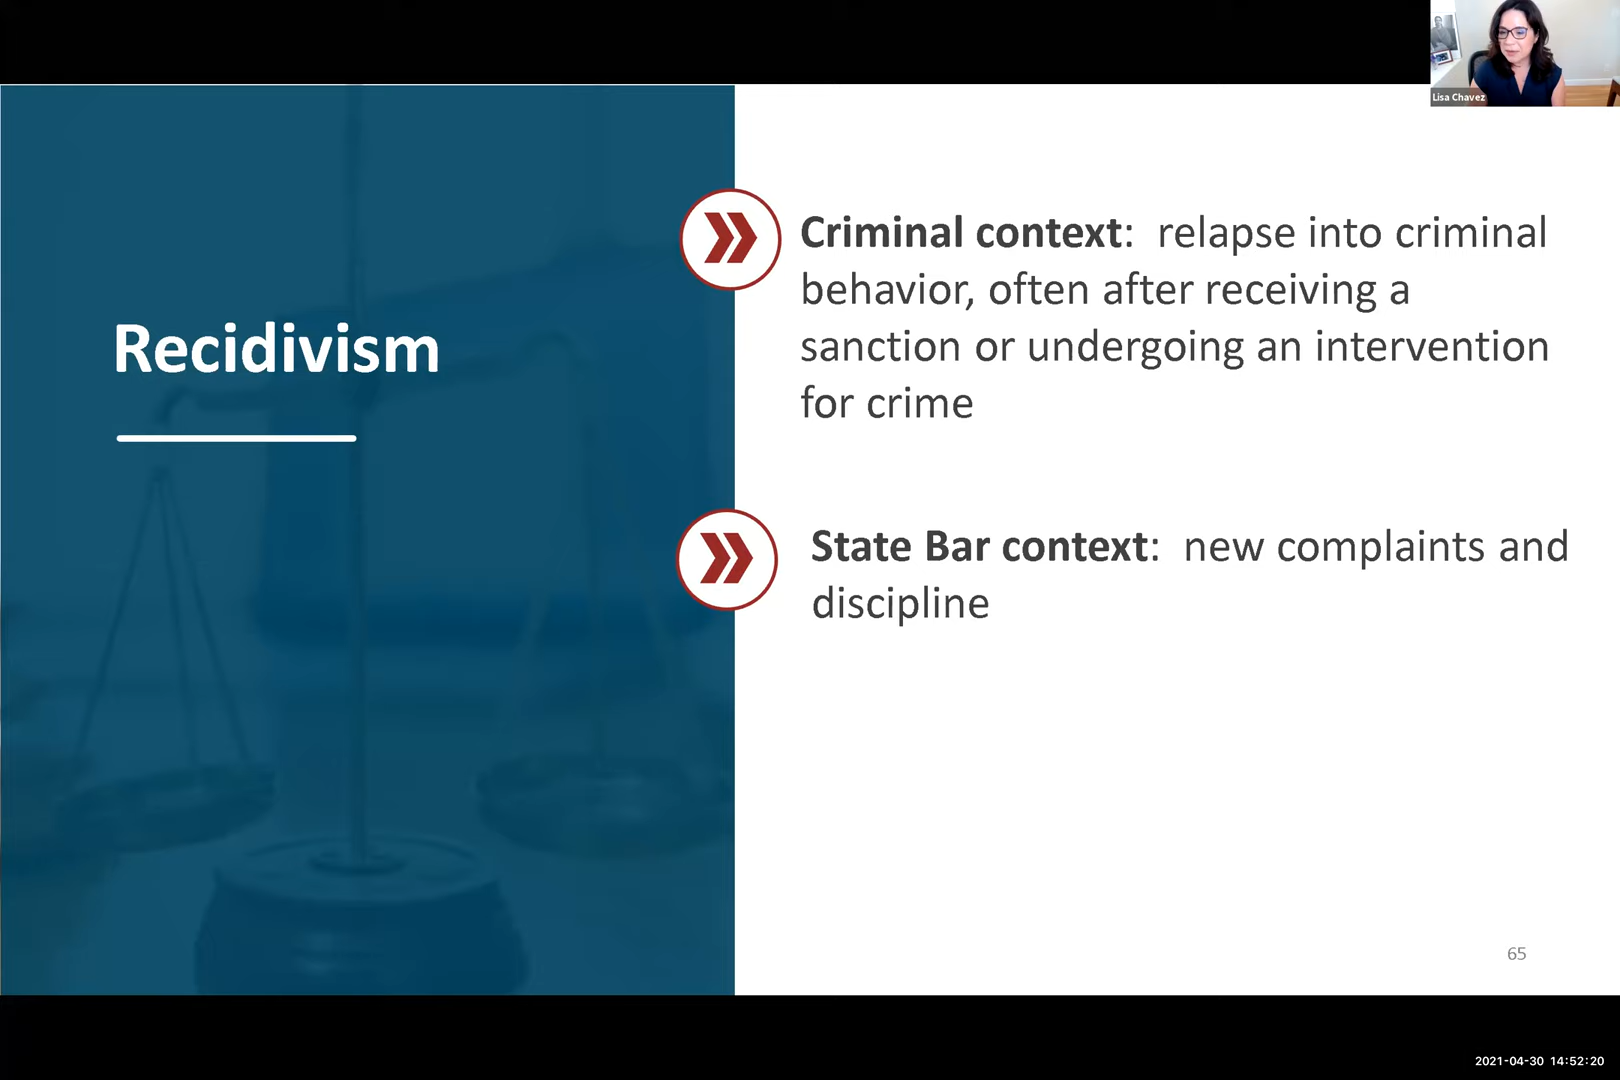 Lisa Chavez
Recidivism
Criminal context:  relapse into criminal
behavior, often after receiving a
sanction or undergoing an intervention
for crime
State Bar context:  new complaints and
discipline
65
2021-04-30 14:52:20